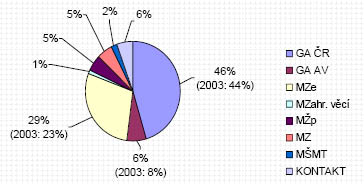 5%
2%
6%
5%
1%
46%
(2003: 44%)
29%
(2003: 23%)
6%
(2003: 8%)
GA ČR
GA AV
MZe
MZahr. věcí
MŽp
MZ
MŠMT
KONTAKT